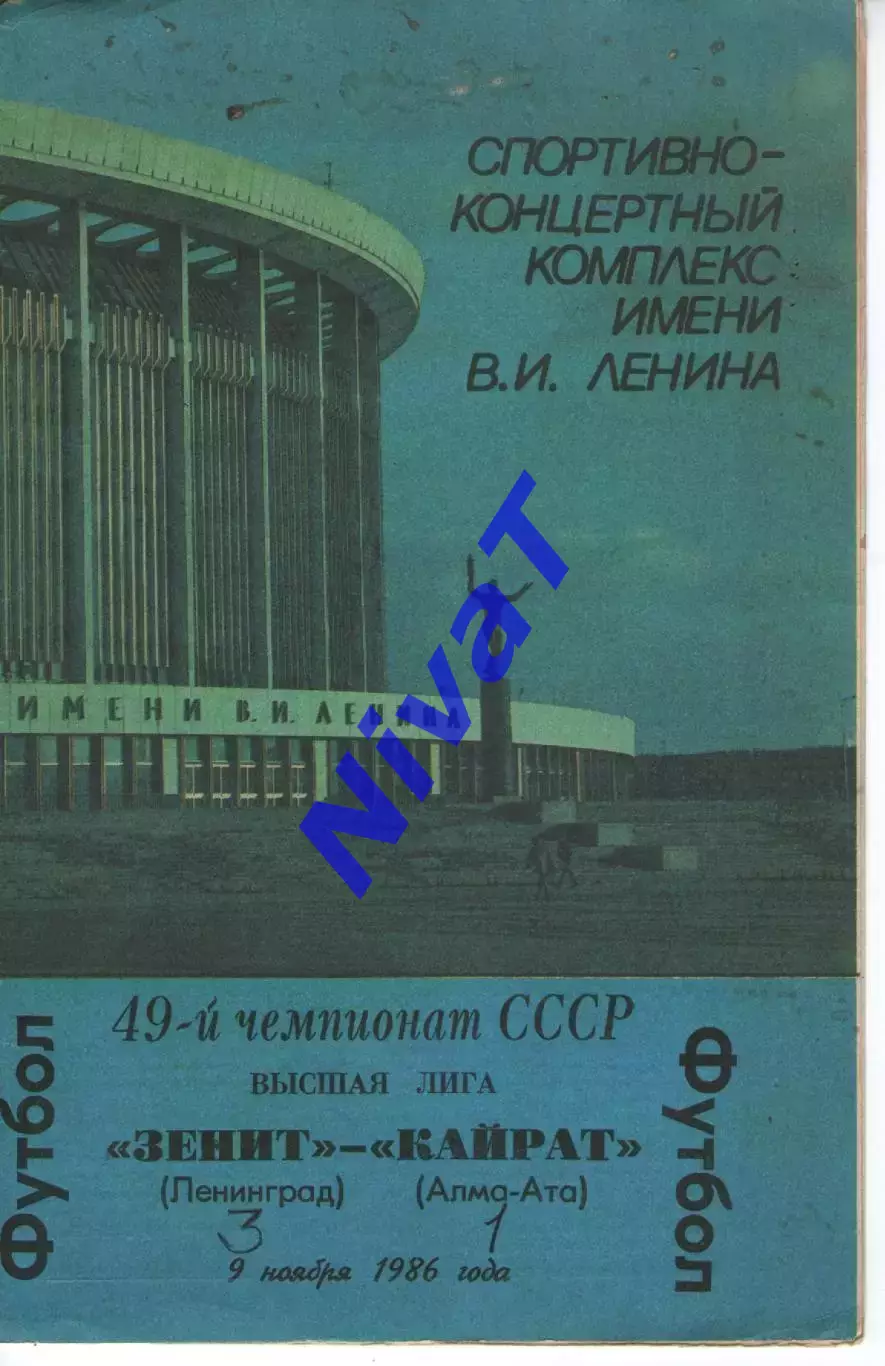 СПОРТИВНО-
КОНЦЕРТНЫЙ
КОМПЛЕКС
ИМЕНИ
В.И. ЛЕНИНА
NivaT
ИМЕНИ В.И. ЛЕНИНА
49-й чемпионат СССР
ВЫСШАЯ ЛИГА
«ЗЕНИТ»–«КАЙРАТ»
(Ленинград) (Алма-Ата)
3 1
9 ноября 1986 года
Футбол
Футбол